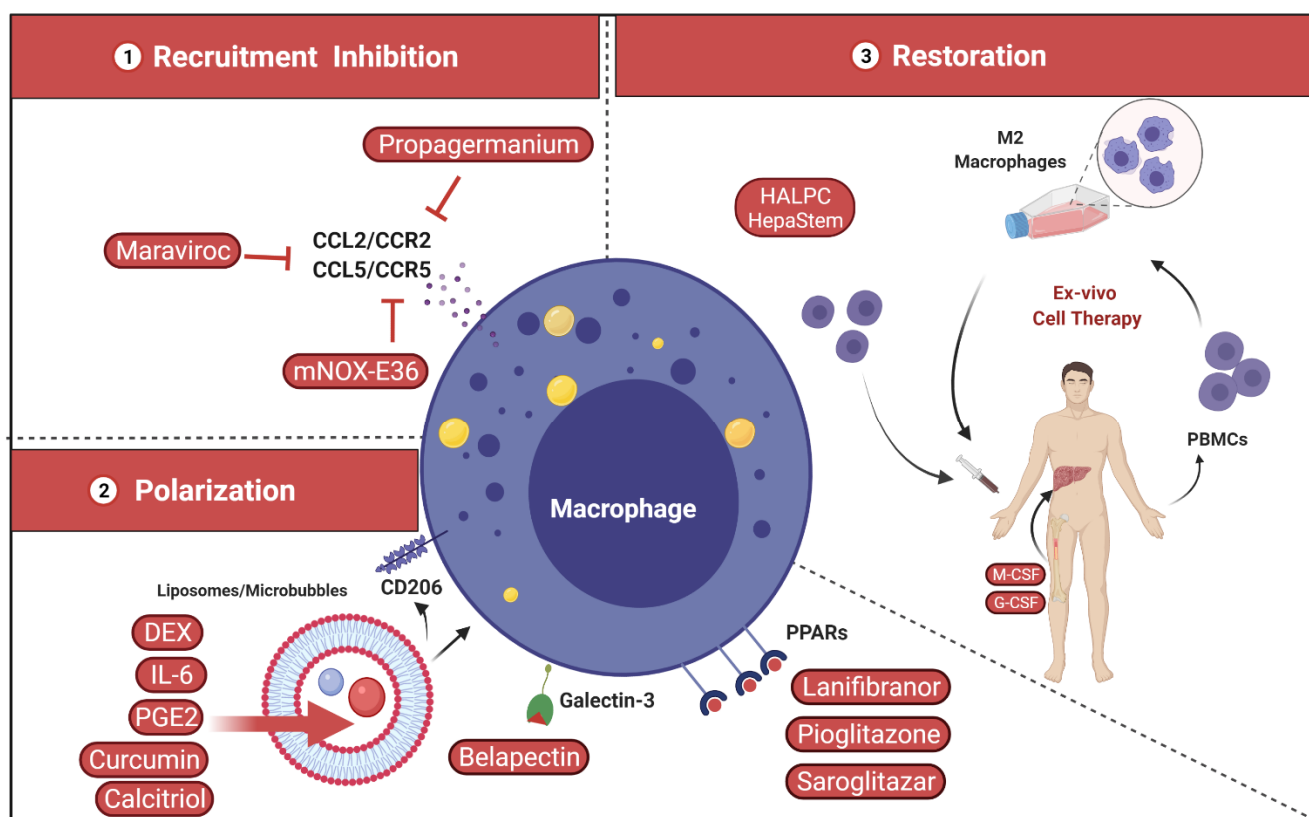 1 Recruitment Inhibition
Propagermanium
Maraviroc
CCL2/CCR2
CCL5/CCR5
mNOX-E36
2 Polarization
Liposomes/Microbubbles
CD206
DEX
IL-6
PGE2
Curcumin
Calcitriol
Macrophage
Galectin-3
Belapectin
PPARs
Lanifibranor
Pioglitazone
Saroglitazar
3 Restoration
M2
Macrophages
HALPC
HepaStem
Ex-vivo
Cell Therapy
PBMCs
M-CSF
G-CSF